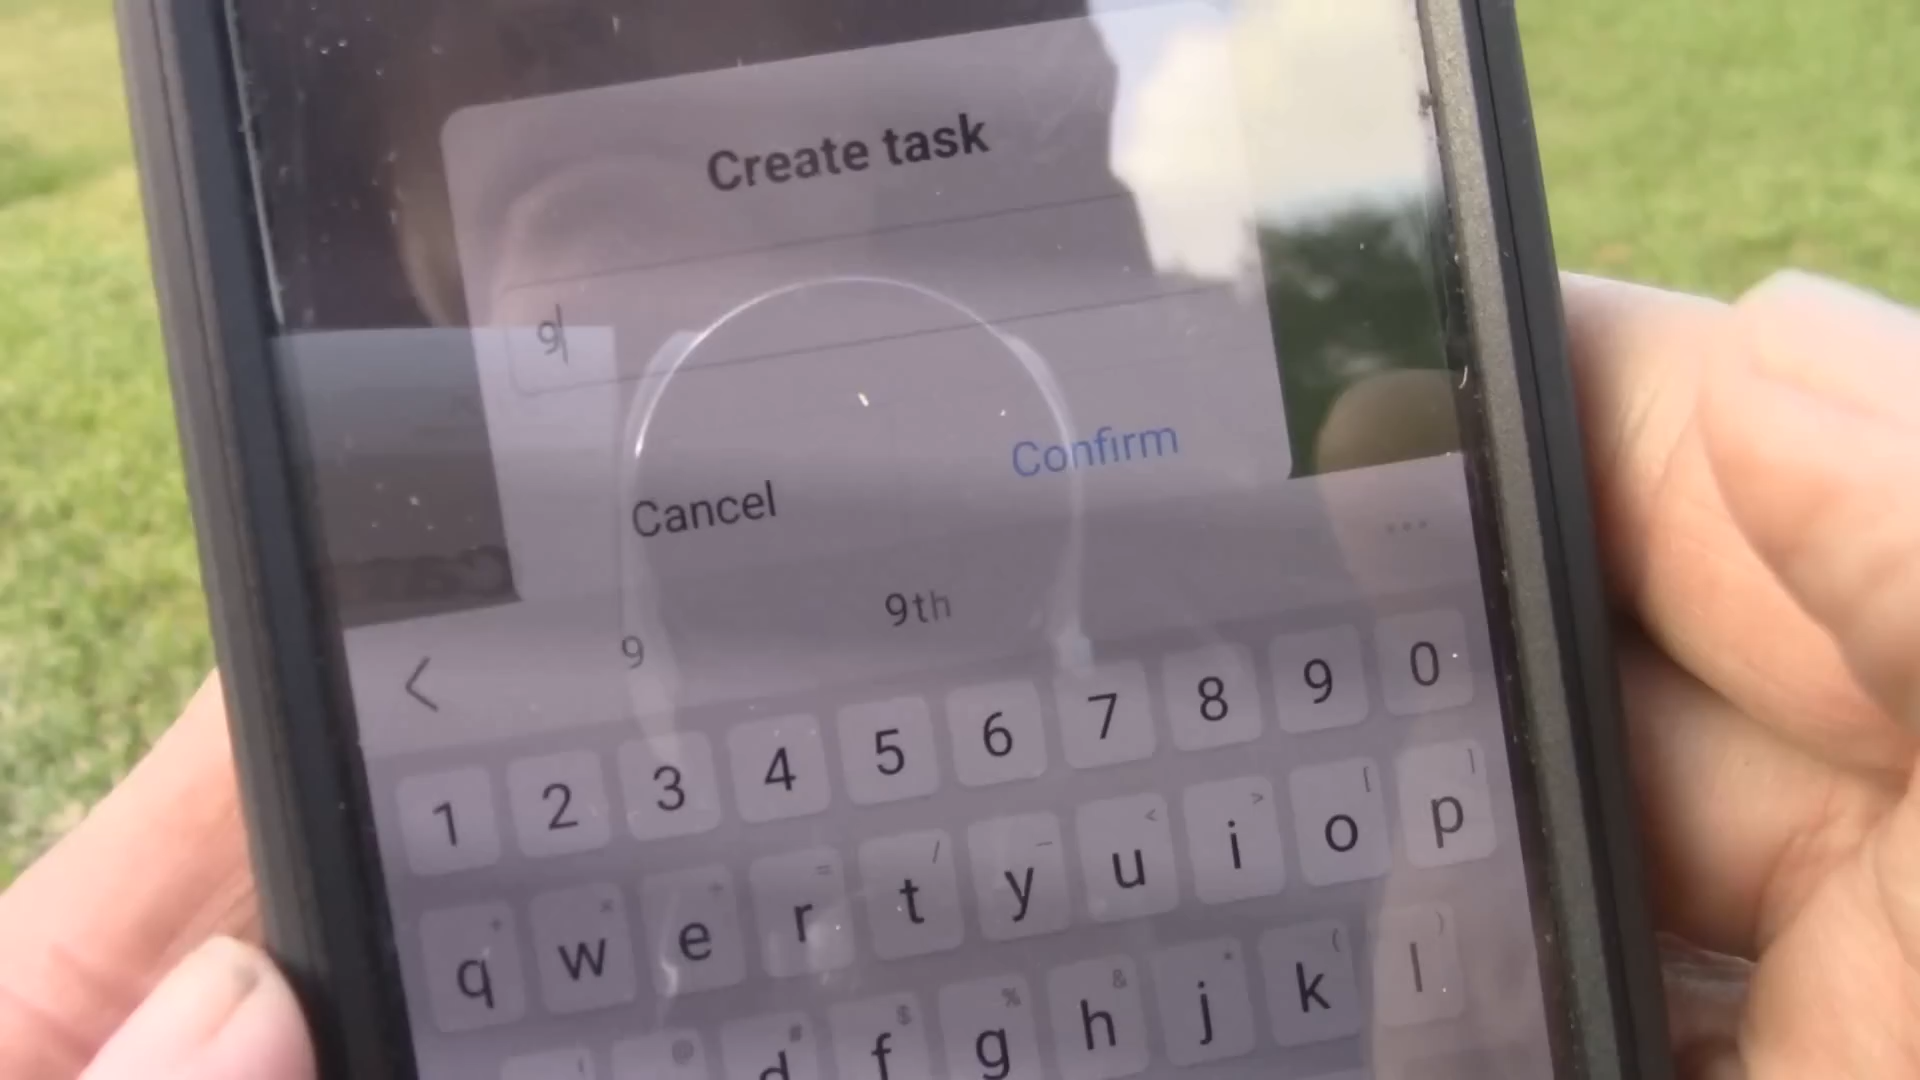 Create task
9
Cancel Confirm
9 9th ...
1 2 3 4 5 6 7 8 9 0
q w e r t y u i o p
d f g h j k l